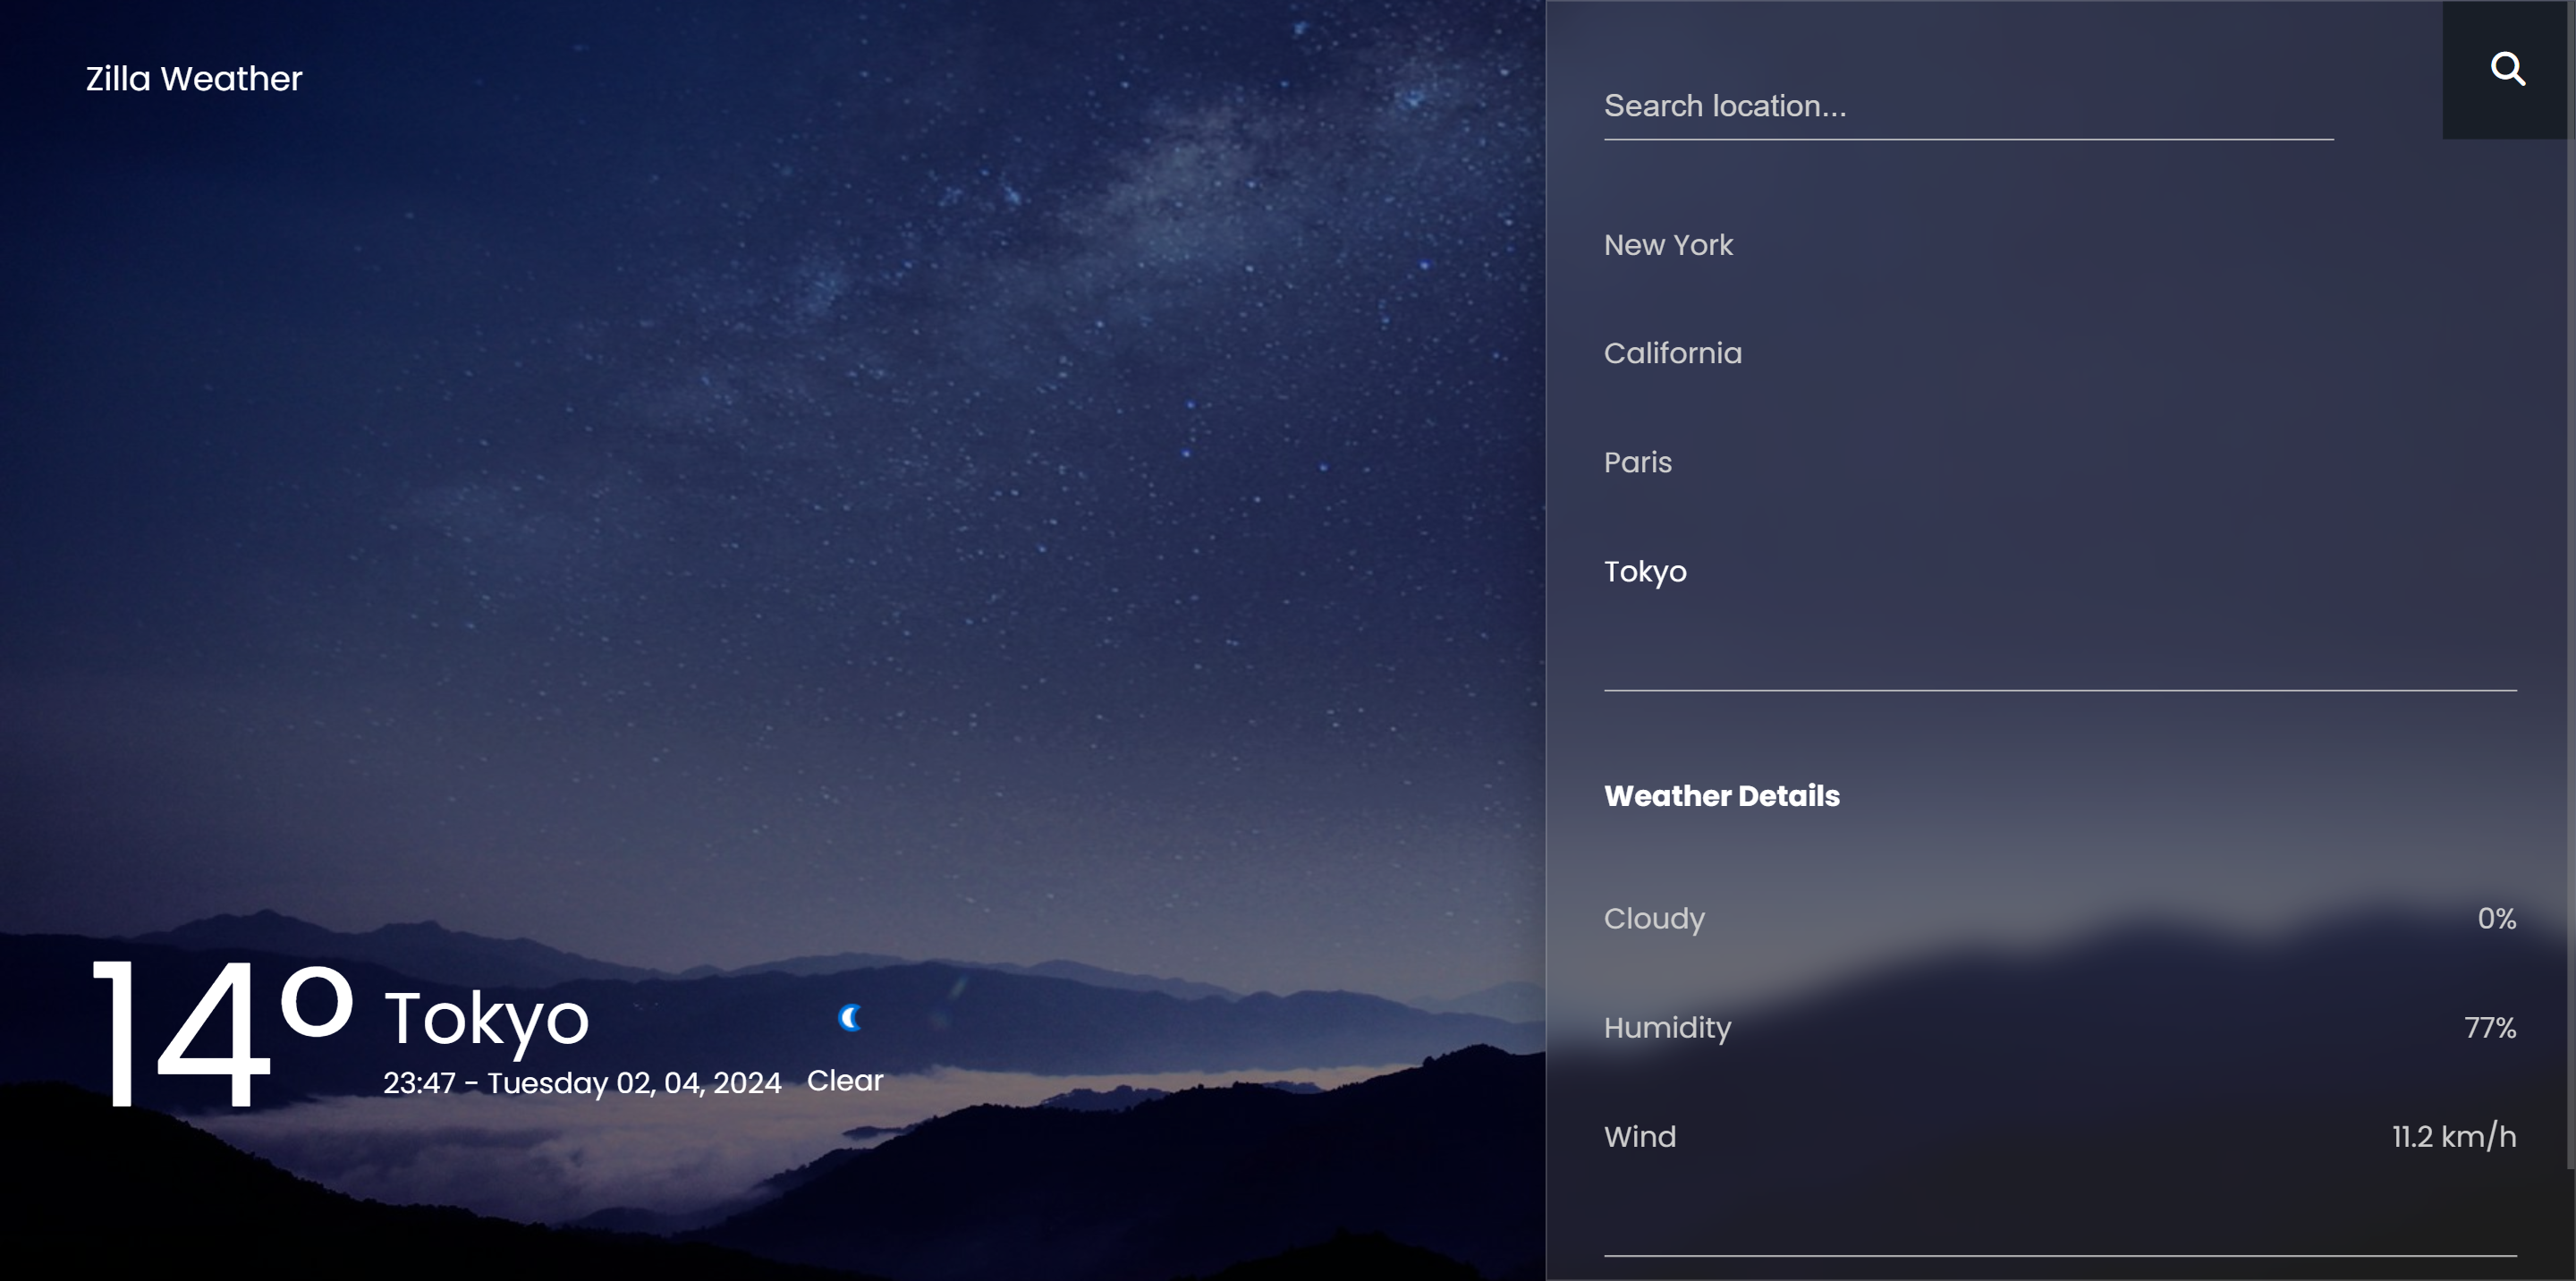 Zilla Weather
14°
Tokyo
23:47 - Tuesday 02, 04, 2024
Clear
Search location...
New York
California
Paris
Tokyo
Weather Details
Cloudy 0%
Humidity 77%
Wind 11.2 km/h